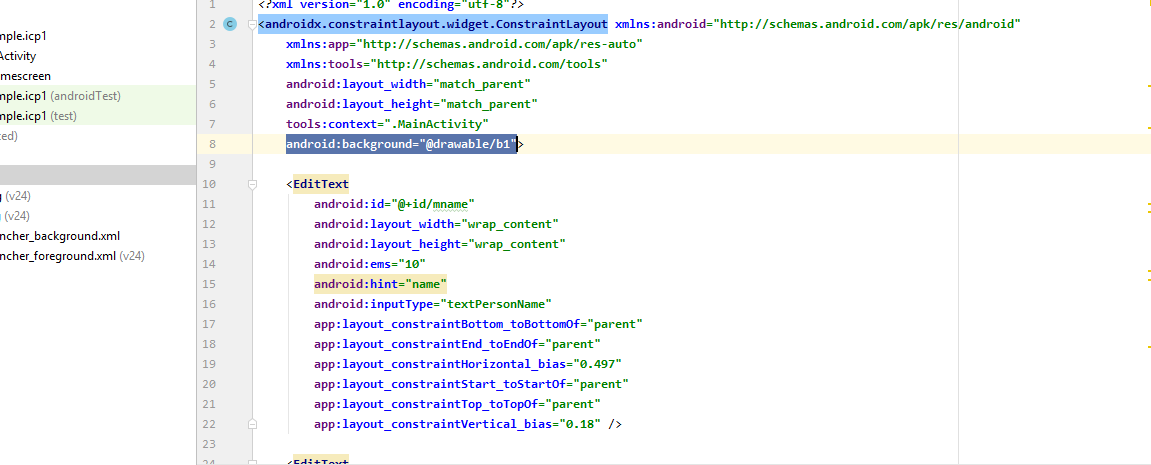 mple.icp1
Activity
mescreen
mple.icp1 (androidTest)
mple.icp1 (test)
ted)
(v24)
(v24)
ncher_background.xml
ncher_foreground.xml (v24)
1 <?xml version="1.0" encoding="utf-8"?>
2 C <androidx.constraintlayout.widget.ConstraintLayout xmlns:android="http://schemas.android.com/apk/res/android"
3 xmlns:app="http://schemas.android.com/apk/res-auto"
4 xmlns:tools="http://schemas.android.com/tools"
5 android:layout_width="match_parent"
6 android:layout_height="match_parent"
7 tools:context=".MainActivity"
8 android:background="@drawable/b1">
9
10 <EditText
11 android:id="@+id/mname"
12 android:layout_width="wrap_content"
13 android:layout_height="wrap_content"
14 android:ems="10"
15 android:hint="name"
16 android:inputType="textPersonName"
17 app:layout_constraintBottom_toBottomOf="parent"
18 app:layout_constraintEnd_toEndOf="parent"
19 app:layout_constraintHorizontal_bias="0.497"
20 app:layout_constraintStart_toStartOf="parent"
21 app:layout_constraintTop_toTopOf="parent"
22 app:layout_constraintVertical_bias="0.18" />
23
24 <EditText